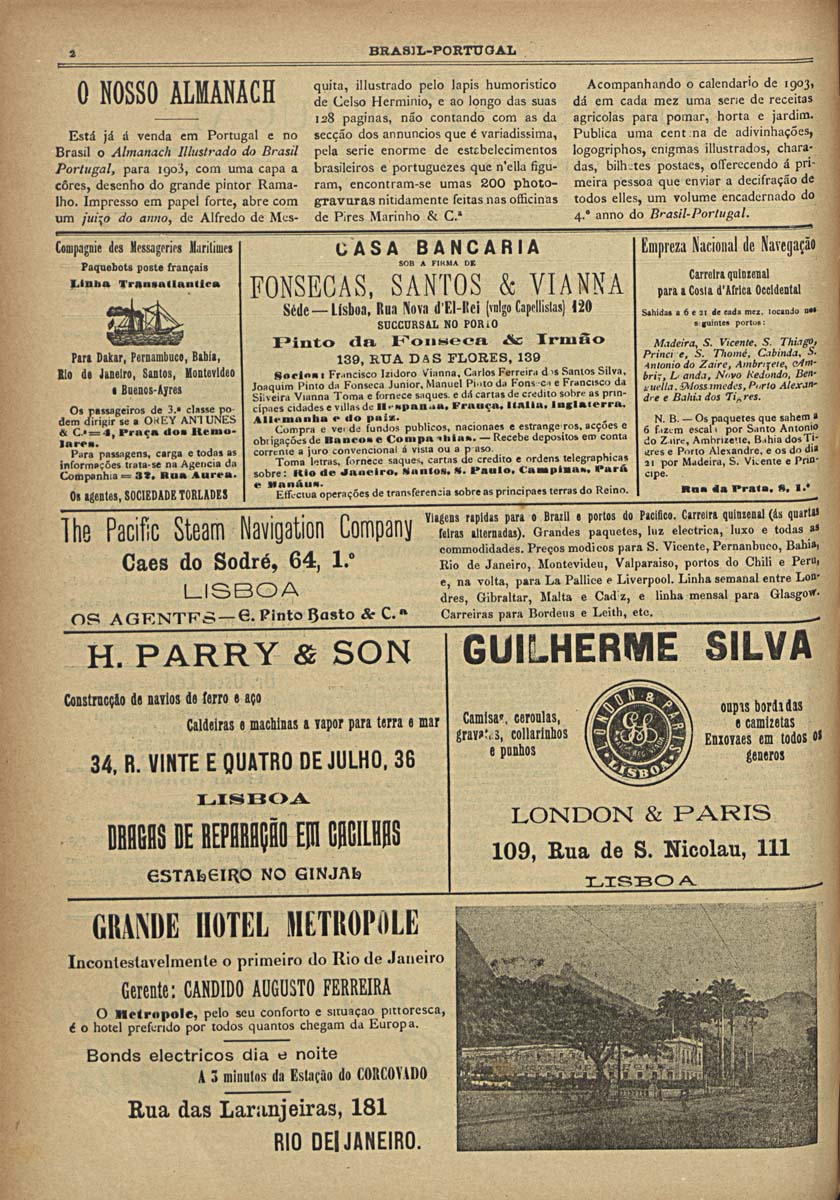 2
BRASIL-PORTUGAL
O NOSSO ALMANACH
Está já á venda em Portugal e no
Brasil o Almanach Illustrado do Brasil
Portugal, para 1903, com uma capa a
côres, desenho do grande pintor Rama-
lho. Impresso em papel forte, abre com
um juizo do anno, de Alfredo de Mes-
quita, illustrado pelo lapis humoristico
de Celso Herminio, e ao longo das suas
128 paginas, não contando com as da
secção dos annuncios que é variadissima,
pela serie enorme de estabelecimentos
brasileiros e portuguezes que n'ella figu-
ram, encontram-se umas 200 photo-
gravuras nitidamente feitas nas officinas
de Pires Marinho & C.ª
Acompanhando o calendario de 1903,
dá em cada mez uma serie de receitas
agricolas para pomar, horta e jardim.
Publica uma cent na de adivinhações,
logogriphos, enigmas illustrados, chara-
das, bilhetes postaes, offerecendo á pri-
meira pessoa que enviar a decifração de
todos elles, um volume encadernado do
4.º anno do Brasil-Portugal.
Compagnie des Messageries Maritimes
Paquebots poste français
Linha Transatlantica
Para Dakar, Pernambuco, Bahia,
Rio de Janeiro, Santos, Montevideo
e Buenos-Ayres
Os passageiros de 3.ª classe po-
dem dirigir se a OREY ANTUNES
& C.ª=4, Praça dos Remo-
lares.
Para passagens, carga e todas as
informações trata-se na Agencia da
Companhia = 32, Rua Aurea.
Os agentes, SOCIEDADE TORLADES
CASA BANCARIA
SOB A FIRMA DE
FONSECAS, SANTOS & VIANNA
Séde — Lisboa, Rua Nova d'El-Rei (vulgo Capellistas) 120
SUCCURSAL NO PORTO
Pinto da Fonseca & Irmão
139, RUA DAS FLORES, 139
Socios: Francisco Izidoro Vianna, Carlos Ferreira dos Santos Silva,
Joaquim Pinto da Fonseca Junior, Manuel Pinto da Fonseca e Francisco da
Silveira Vianna Toma e fornece saques, e dá cartas de credito sobre as prin-
cipaes cidades e villas de Hespanha, França, Italia, Inglaterra,
Allemanha e do paiz.
Compra e vende fundos publicos, nacionaes e estrangeiros, acções e
obrigações de Bancos e Companhias. — Recebe depositos em conta
corrente a juro convencional á vista ou a praso.
Toma letras, fornece saques, cartas de credito e ordens telegraphicas
sobre: Rio de Janeiro, Santos, S. Paulo, Campinas, Pará
e Manáus.
Effectua operações de transferencia sobre as principaes terras do Reino.
Empreza Nacional de Navegação
Carreira quinzenal
para a Costa d'Africa Occidental
Sahidas a 6 e 21 de cada mez, tocando nos
seguintes portos:
Madeira, S. Vicente, S. Thiago,
Principe, S. Thomé, Cabinda, S.
Antonio do Zaire, Ambrizete, Am-
briz, Loanda, Novo Redondo, Ben-
guella, Mossamedes, Porto Alexan-
dre e Bahia dos Tigres.
N. B. — Os paquetes que sahem a
6 fazem escala por Santo Antonio
do Zaire, Ambrizette, Bahia dos Ti-
gres e Porto Alexandre, e os do dia
21 por Madeira, S. Vicente e Prin-
cipe.
Rua da Prata, 8, 1.º
The Pacific Steam Navigation Company
Caes do Sodré, 64, 1.º
LISBOA
OS AGENTES — E. Pinto Basto & C.ª
Viagens rapidas para o Brazil e portos do Pacifico. Carreira quinzenal (ás quartas
feiras alternadas). Grandes paquetes, luz electrica, luxo e todas as
commodidades. Preços modicos para S. Vicente, Pernanbuco, Bahia,
Rio de Janeiro, Montevideu, Valparaiso, portos do Chili e Peru,
e, na volta, para La Pallice e Liverpool. Linha semanal entre Lon-
dres, Gibraltar, Malta e Cadiz, e linha mensal para Glasgow.
Carreiras para Bordeus e Leith, etc.
H. PARRY & SON
Construcção de navios de ferro e aço
Caldeiras e machinas a vapor para terra e mar
34, R. VINTE E QUATRO DE JULHO, 36
LISBOA
DRAGAS DE REPARAÇÃO EM CACILHAS
ESTALEIRO NO GINJAL
GUILHERME SILVA
Camisas, ceroulas,
gravatas, collarinhos
e punhos
LONDON & PARIS
LISBOA
oupas bordadas
e camizetas
Enxovaes em todos os
generos
LONDON & PARIS
109, Rua de S. Nicolau, 111
LISBOA
GRANDE HOTEL METROPOLE
Incontestavelmente o primeiro do Rio de Janeiro
Gerente: CANDIDO AUGUSTO FERREIRA
O Metropole, pelo seu conforto e situaçao pittoresca,
é o hotel preferido por todos quantos chegam da Europa.
Bonds electricos dia e noite
A 3 minutos da Estação do CORCOVADO
Rua das Laranjeiras, 181
RIO DE JANEIRO.